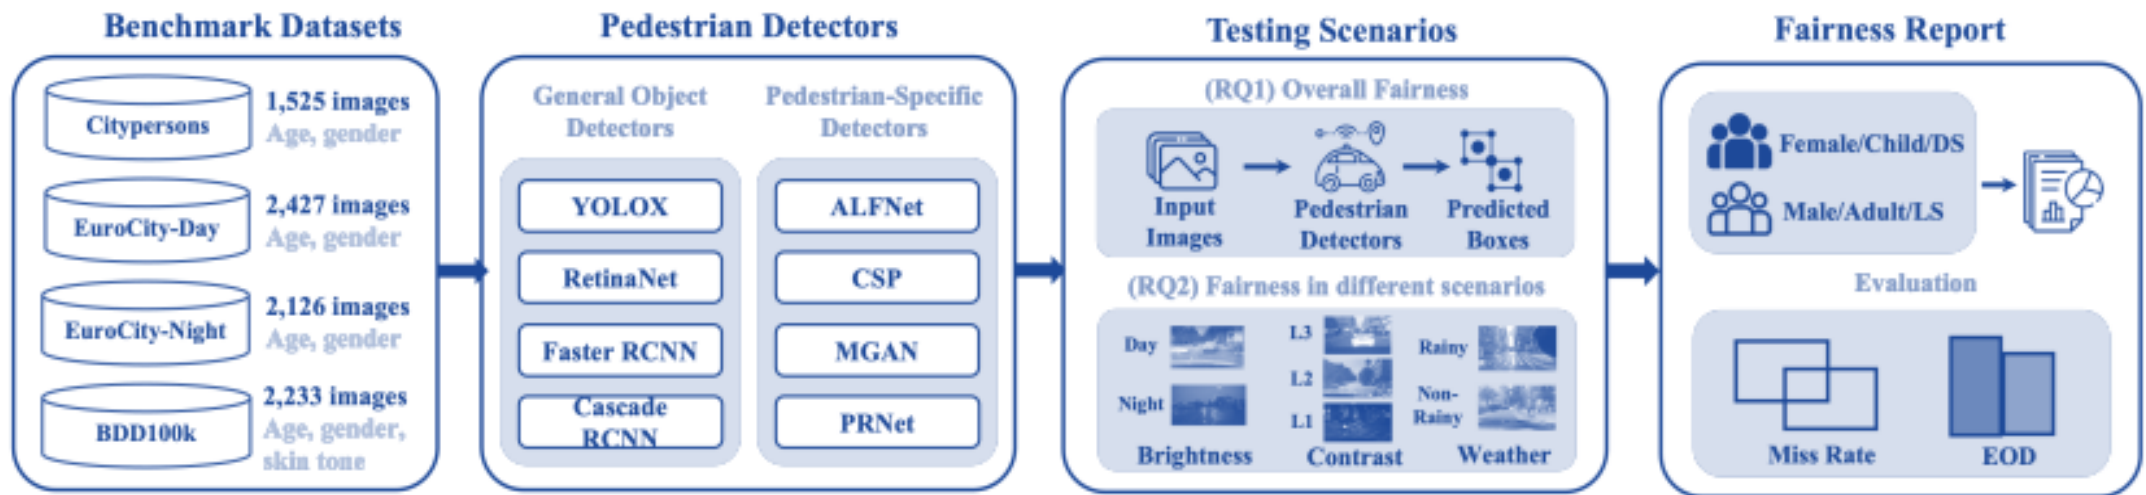 Benchmark Datasets
Citypersons
1,525 images
Age, gender
EuroCity-Day
2,427 images
Age, gender
EuroCity-Night
2,126 images
Age, gender
BDD100k
2,233 images
Age, gender,
skin tone
Pedestrian Detectors
General Object
Detectors
YOLOX
RetinaNet
Faster RCNN
Cascade
RCNN
Pedestrian-Specific
Detectors
ALFNet
CSP
MGAN
PRNet
Testing Scenarios
(RQ1) Overall Fairness
Input
Images
Pedestrian
Detectors
Predicted
Boxes
(RQ2) Fairness in different scenarios
Day
Night
Brightness
L3
L2
L1
Contrast
Rainy
Non-
Rainy
Weather
Fairness Report
Female/Child/DS
Male/Adult/LS
Evaluation
Miss Rate
EOD